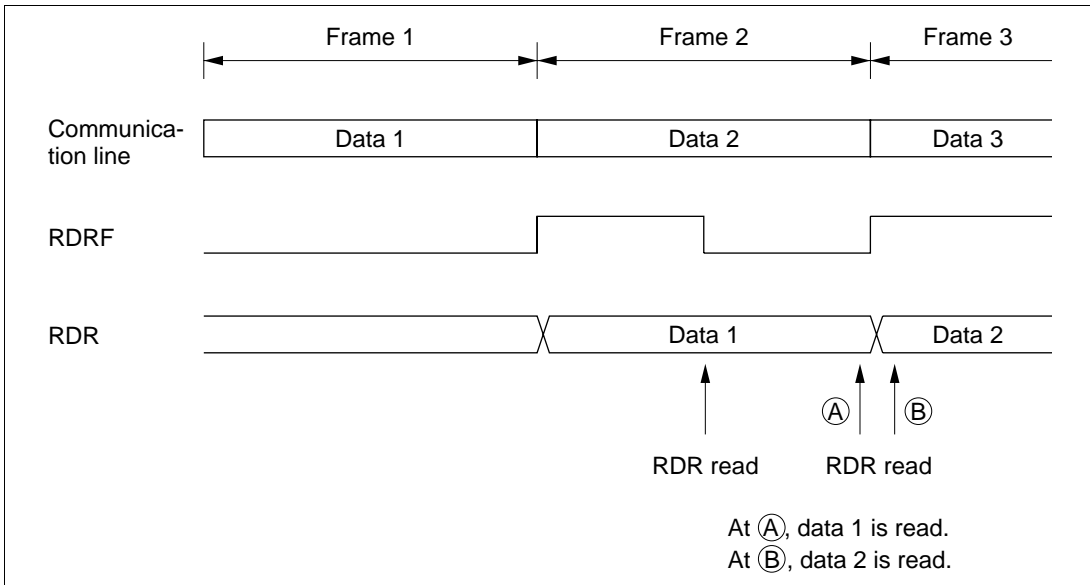 Frame 1 Frame 2 Frame 3
Communica-
tion line
Data 1 Data 2 Data 3
RDRF
RDR
Data 1 Data 2
A B
RDR read RDR read
At A, data 1 is read.
At B, data 2 is read.